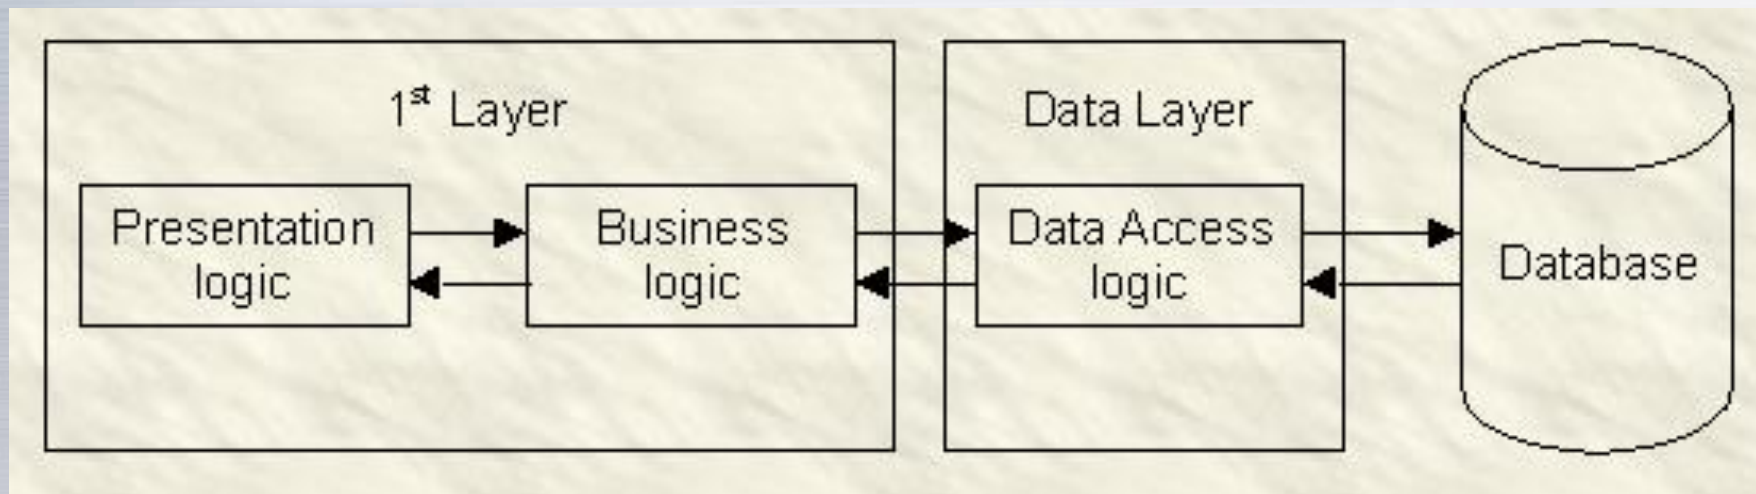 1st Layer
Data Layer
Presentation
logic
Business
logic
Data Access
logic
Database